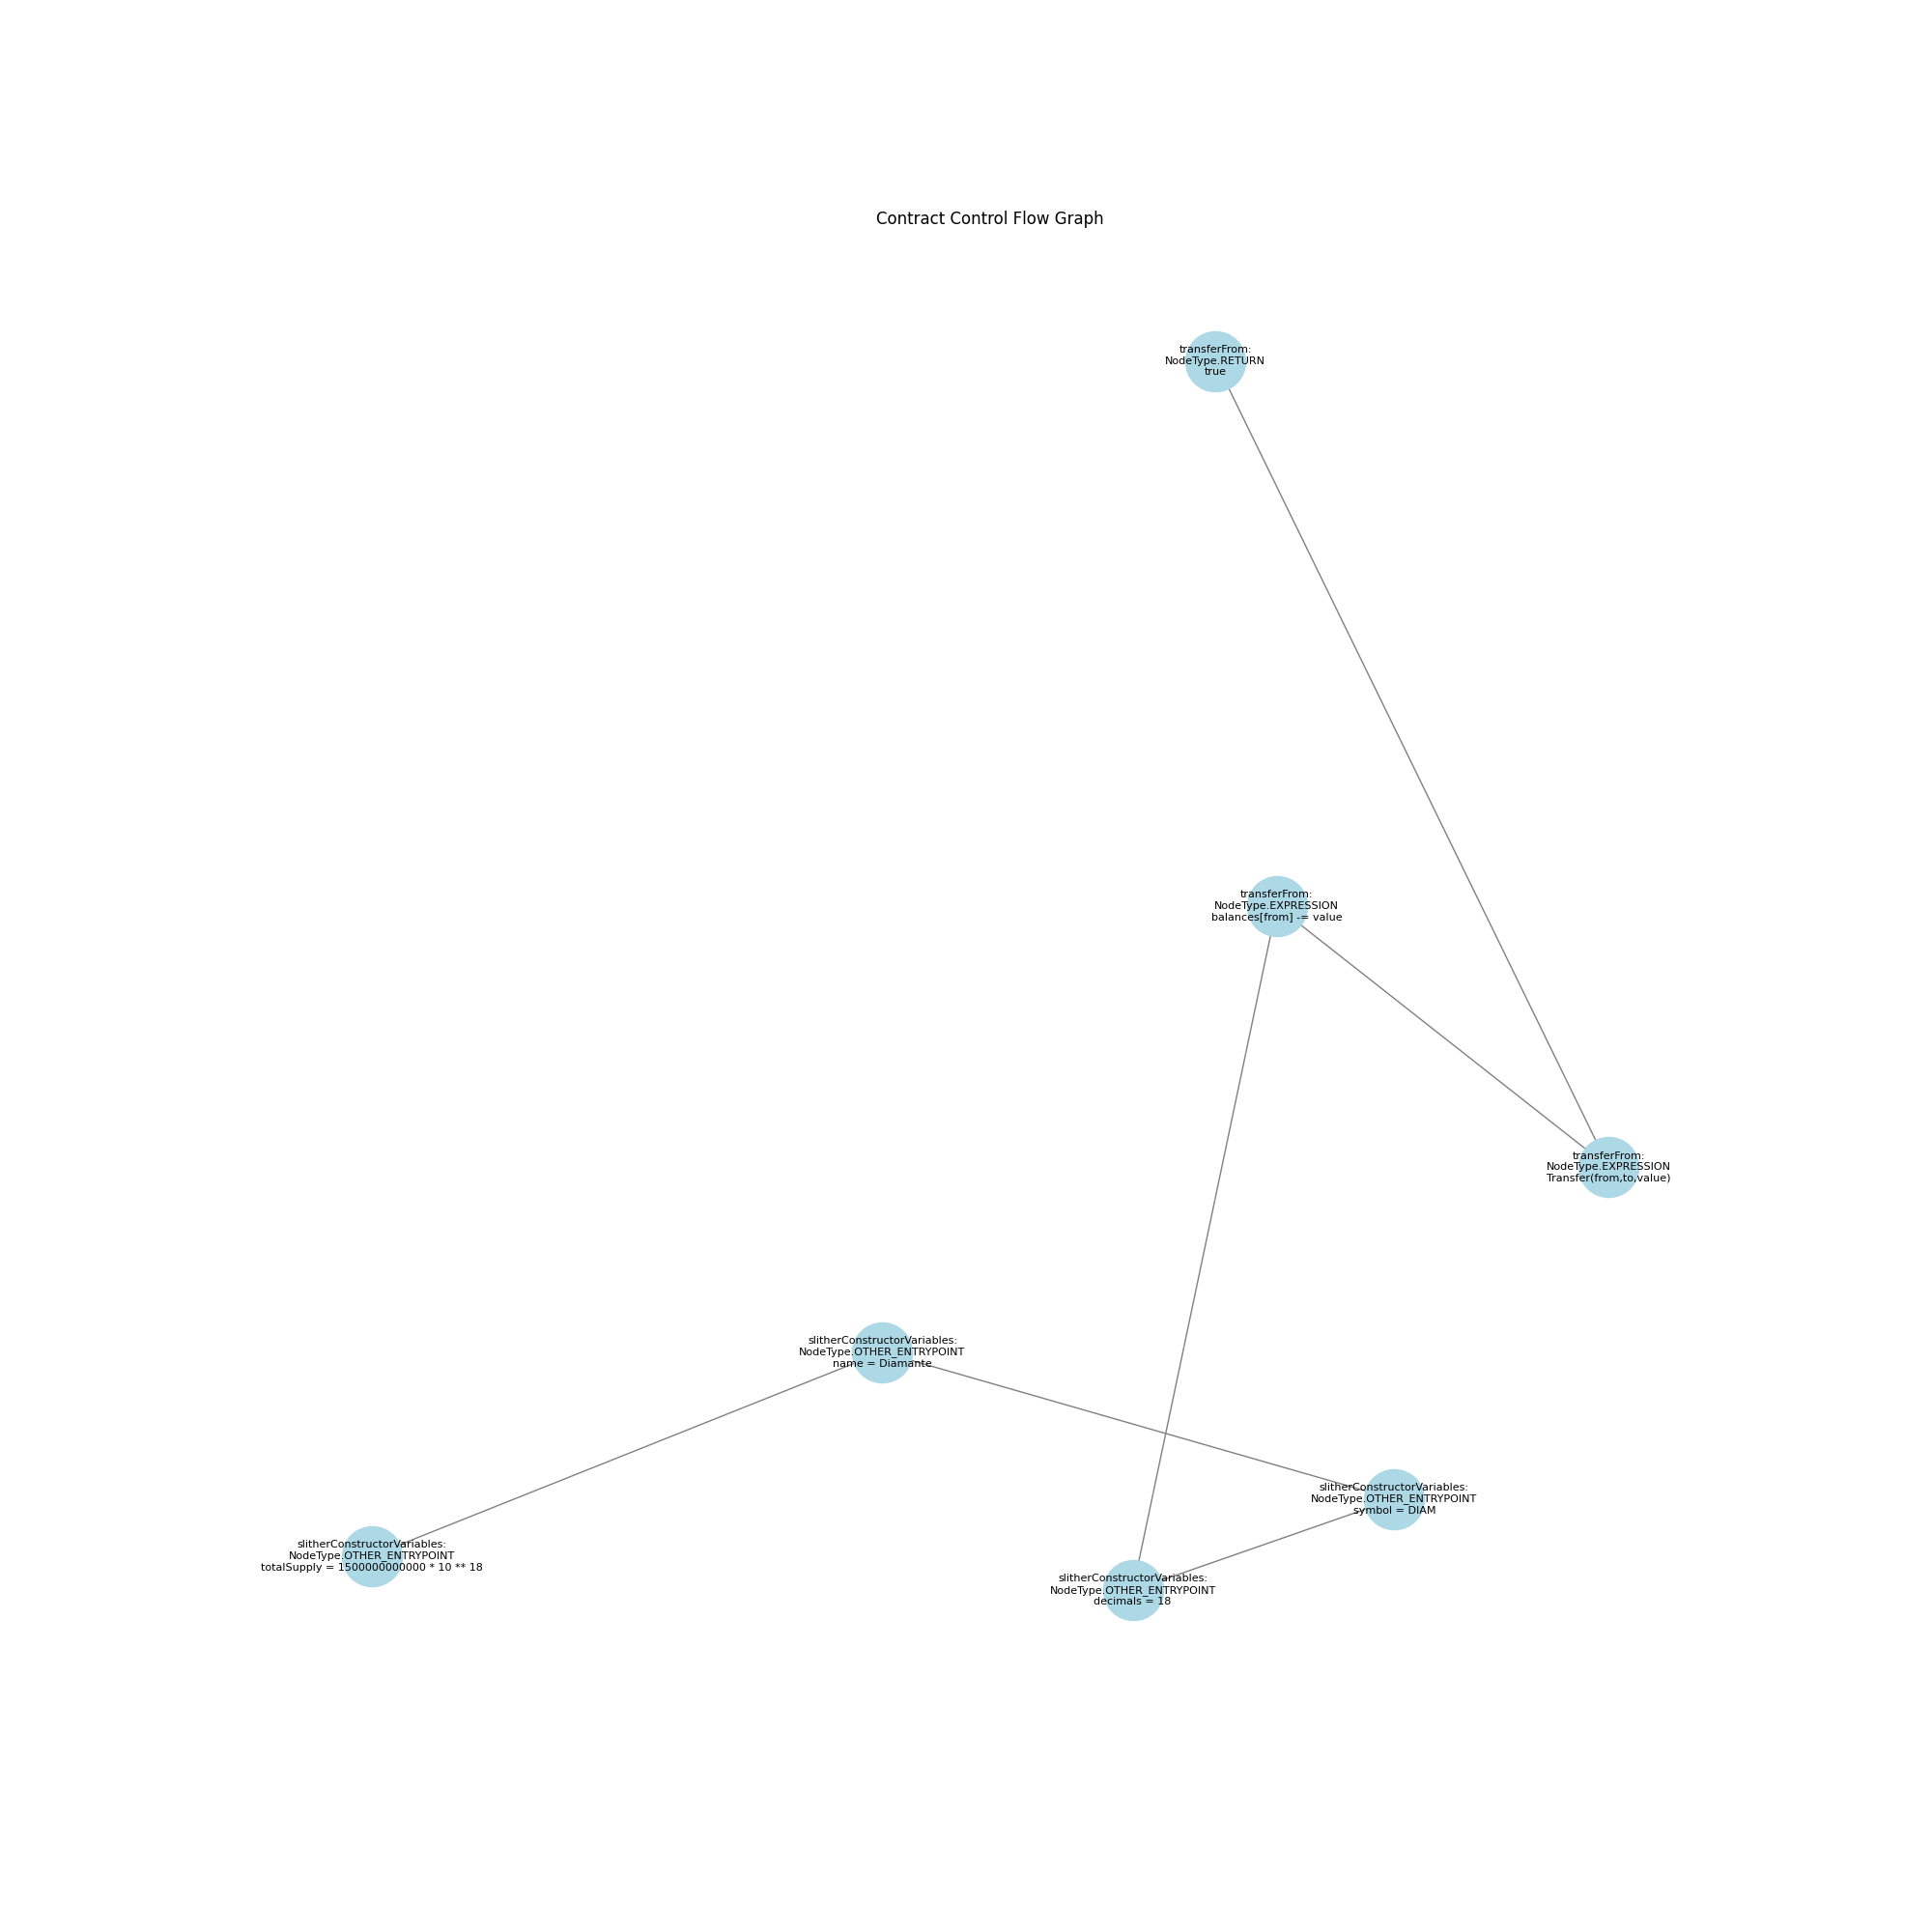 Contract Control Flow Graph
transferFrom:
NodeType.RETURN
true
transferFrom:
NodeType.EXPRESSION
balances[from] -= value
transferFrom:
NodeType.EXPRESSION
Transfer(from,to,value)
slitherConstructorVariables:
NodeType.OTHER_ENTRYPOINT
name = Diamante
slitherConstructorVariables:
NodeType.OTHER_ENTRYPOINT
symbol = DIAM
slitherConstructorVariables:
NodeType.OTHER_ENTRYPOINT
totalSupply = 1500000000000 * 10 ** 18
slitherConstructorVariables:
NodeType.OTHER_ENTRYPOINT
decimals = 18